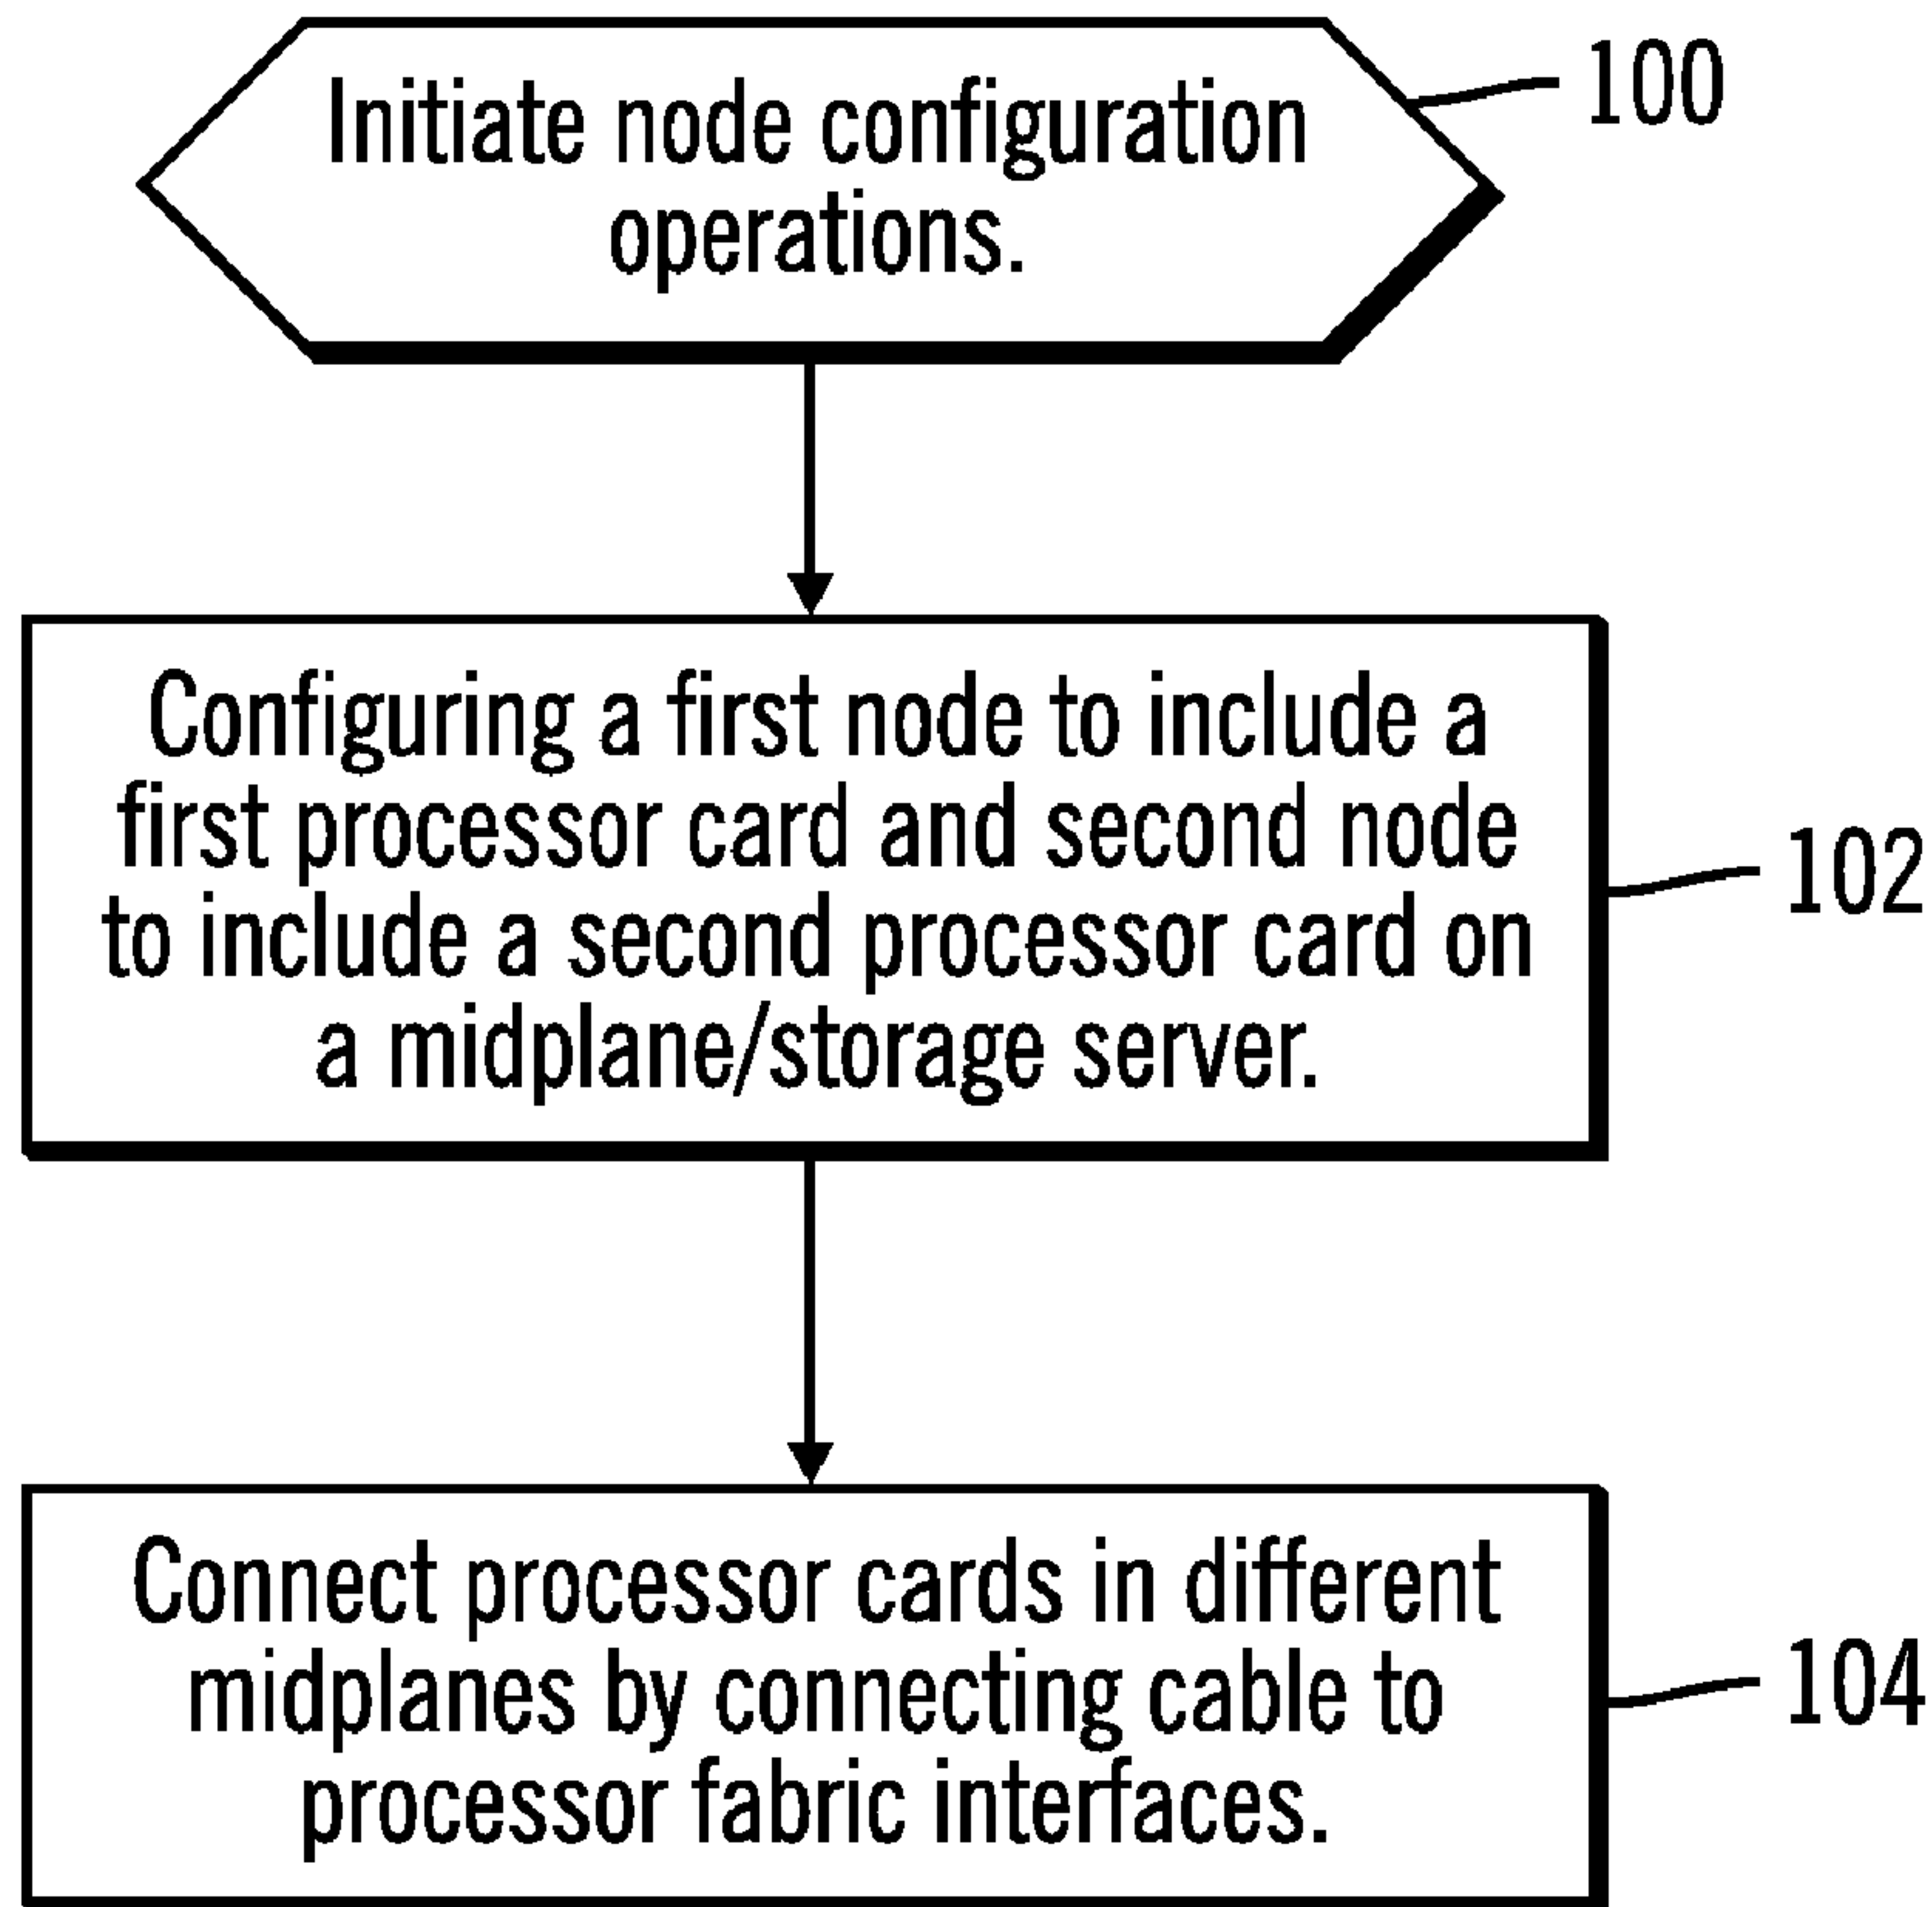 Initiate node configuration
operations.
100
Configuring a first node to include a
first processor card and second node
to include a second processor card on
a midplane/storage server.
102
Connect processor cards in different
midplanes by connecting cable to
processor fabric interfaces.
104